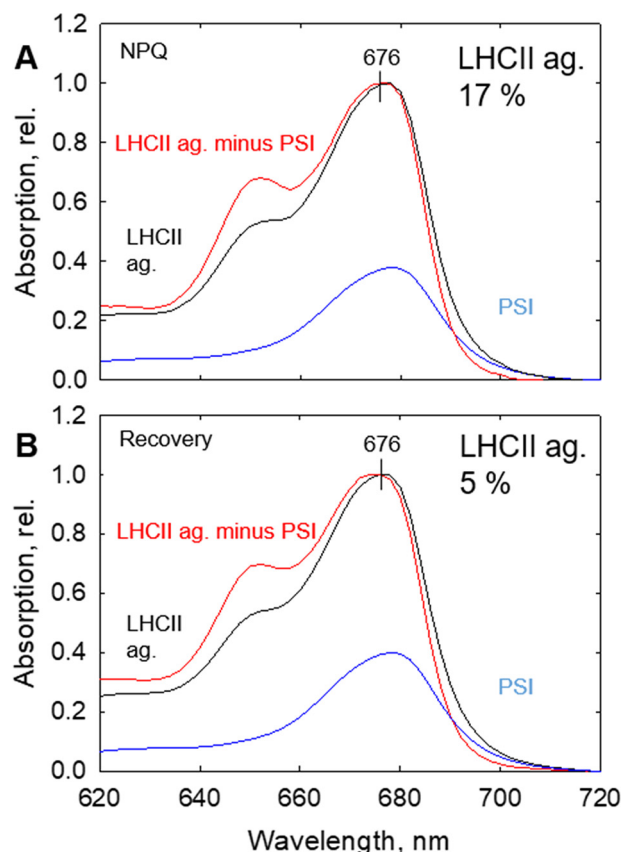 A
NPQ
676
LHCII ag.
17 %
LHCII ag. minus PSI
LHCII
ag.
PSI
Absorption, rel.
1.2
1.0
0.8
0.6
0.4
0.2
0.0
B
Recovery
676
LHCII ag.
5 %
LHCII ag. minus PSI
LHCII
ag.
PSI
Absorption, rel.
1.2
1.0
0.8
0.6
0.4
0.2
0.0
620 640 660 680 700 720
Wavelength, nm